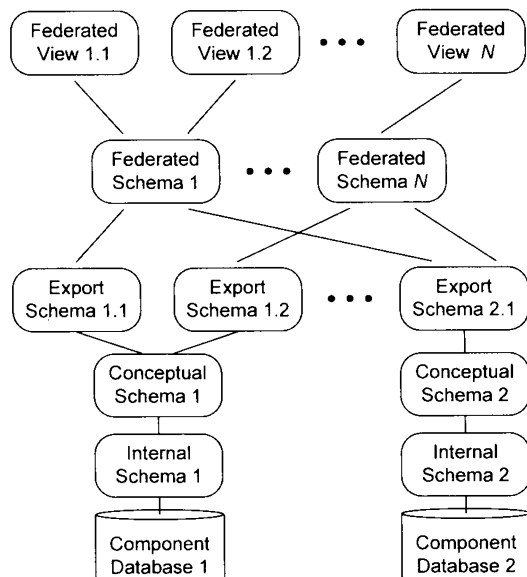 Federated
View 1.1
Federated
View 1.2
Federated
View N
Federated
Schema 1
Federated
Schema N
Export
Schema 1.1
Export
Schema 1.2
Export
Schema 2.1
Conceptual
Schema 1
Conceptual
Schema 2
Internal
Schema 1
Internal
Schema 2
Component
Database 1
Component
Database 2